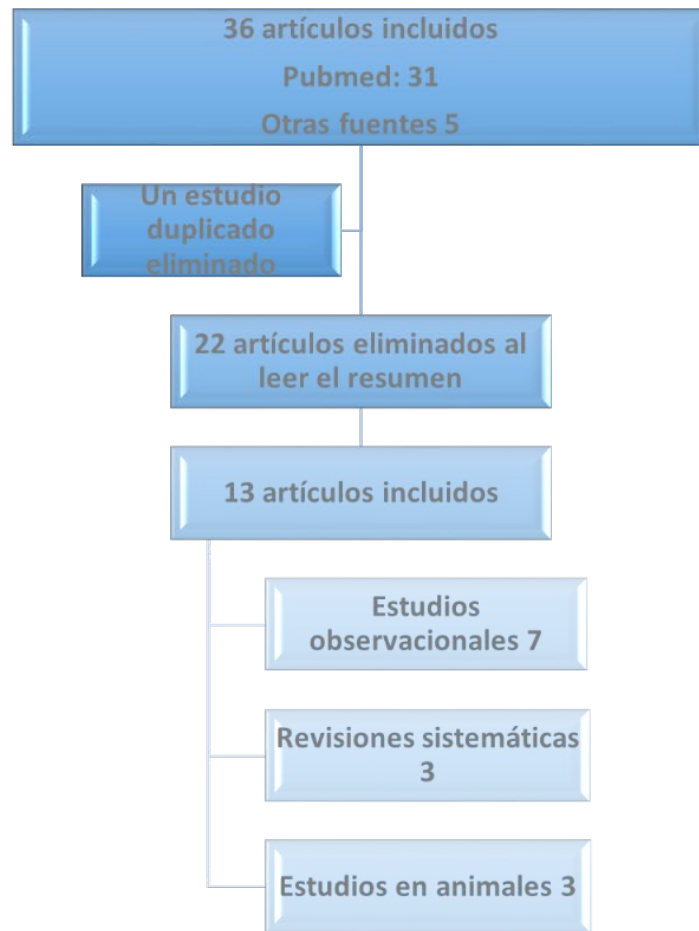 36 artículos incluidos
Pubmed: 31
Otras fuentes 5
Un estudio
duplicado
eliminado
22 artículos eliminados al
leer el resumen
13 artículos incluidos
Estudios
observacionales 7
Revisiones sistemáticas
3
Estudios en animales 3